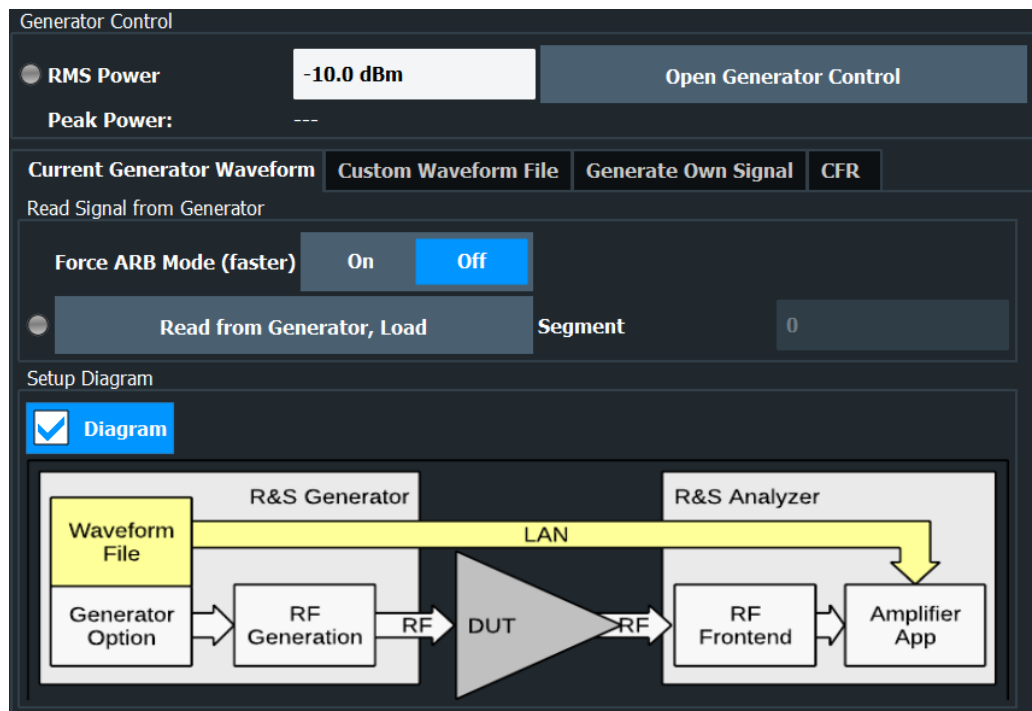 Generator Control
RMS Power -10.0 dBm Open Generator Control
Peak Power: ---
Current Generator Waveform Custom Waveform File Generate Own Signal CFR
Read Signal from Generator
Force ARB Mode (faster) On Off
Read from Generator, Load Segment 0
Setup Diagram
Diagram
R&S Generator R&S Analyzer
Waveform
File
LAN
Generator
Option
RF
Generation
RF
DUT
RF
RF
Frontend
Amplifier
App